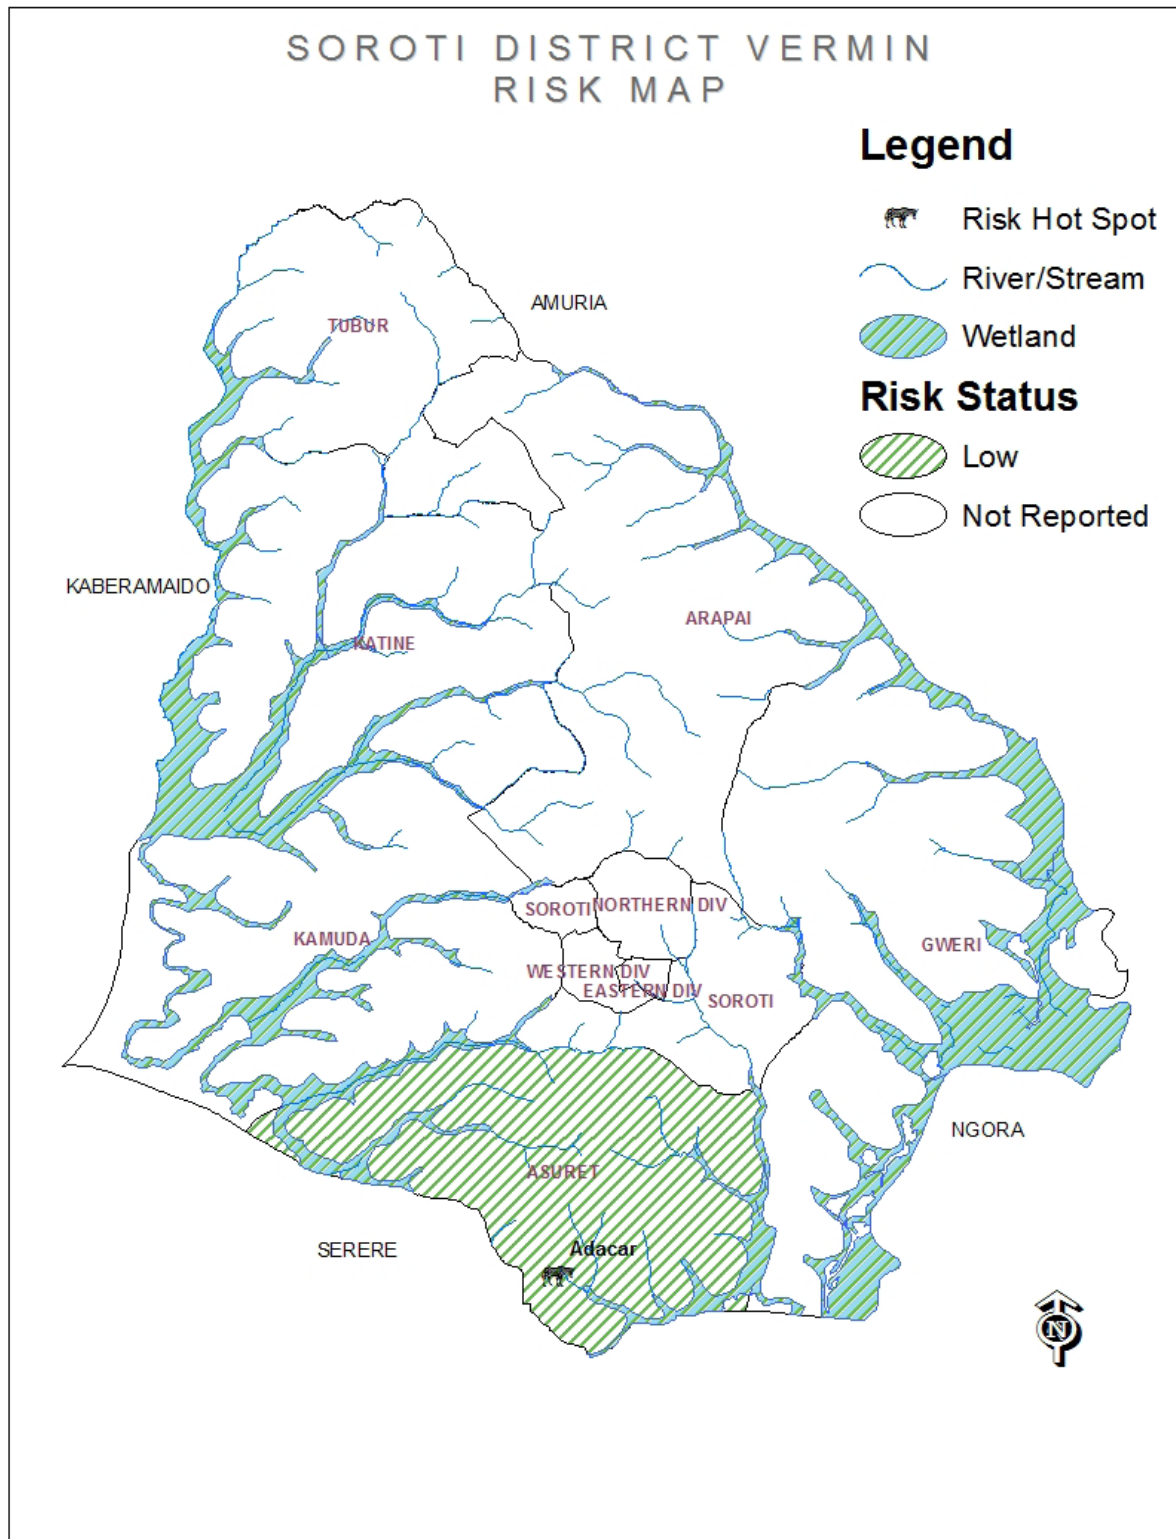 SOROTI DISTRICT VERMIN
RISK MAP
Legend
Risk Hot Spot
River/Stream
Wetland
Risk Status
Low
Not Reported
AMURIA
TUBUR
KABERAMAIDO
ARAPAI
KATINE
SOROTI
NORTHERN DIV
KAMUDA
GWERI
WESTERN DIV
EASTERN DIV
SOROTI
NGORA
ASURET
SERERE
Adacar
N